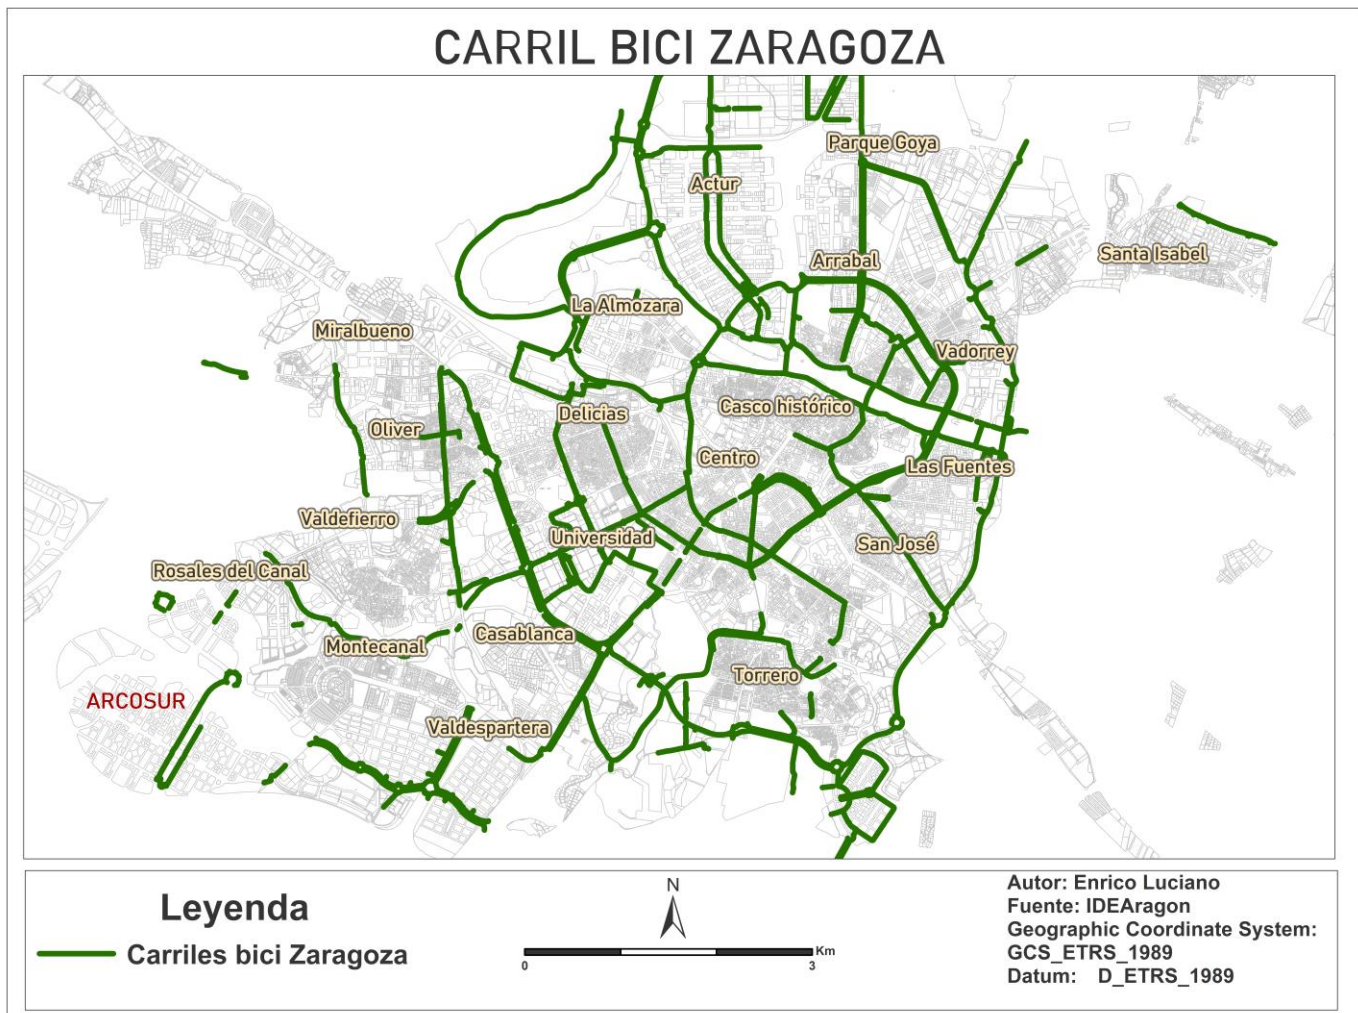 CARRIL BICI ZARAGOZA
Parque Goya
Actur
Arrabal
Santa Isabel
La Almozara
Miralbueno
Vadorrey
Casco histórico
Delicias
Oliver
Centro
Las Fuentes
Valdefierro
Universidad
San José
Rosales del Canal
Casablanca
Montecanal
Torrero
ARCOSUR
Valdespartera
Leyenda
Carriles bici Zaragoza
N
Km
0
3
Autor: Enrico Luciano
Fuente: IDEAragon
Geographic Coordinate System:
GCS_ETRS_1989
Datum: D_ETRS_1989